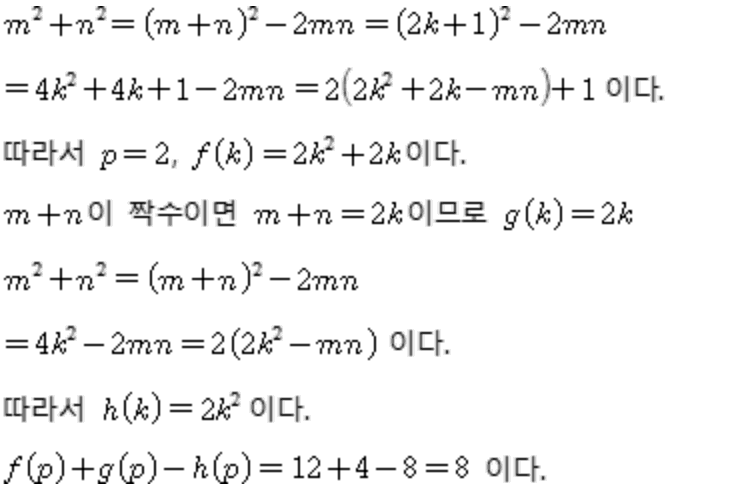 m²+n²=(m+n)²−2mn=(2k+1)²−2mn
=4k²+4k+1−2mn=2(2k²+2k−mn)+1 이다.
따라서 p=2, f(k)=2k²+2k이다.
m+n이 짝수이면 m+n=2k이므로 g(k)=2k
m²+n²=(m+n)²−2mn
=4k²−2mn=2(2k²−mn) 이다.
따라서 h(k)=2k² 이다.
f(p)+g(p)−h(p)=12+4−8=8 이다.